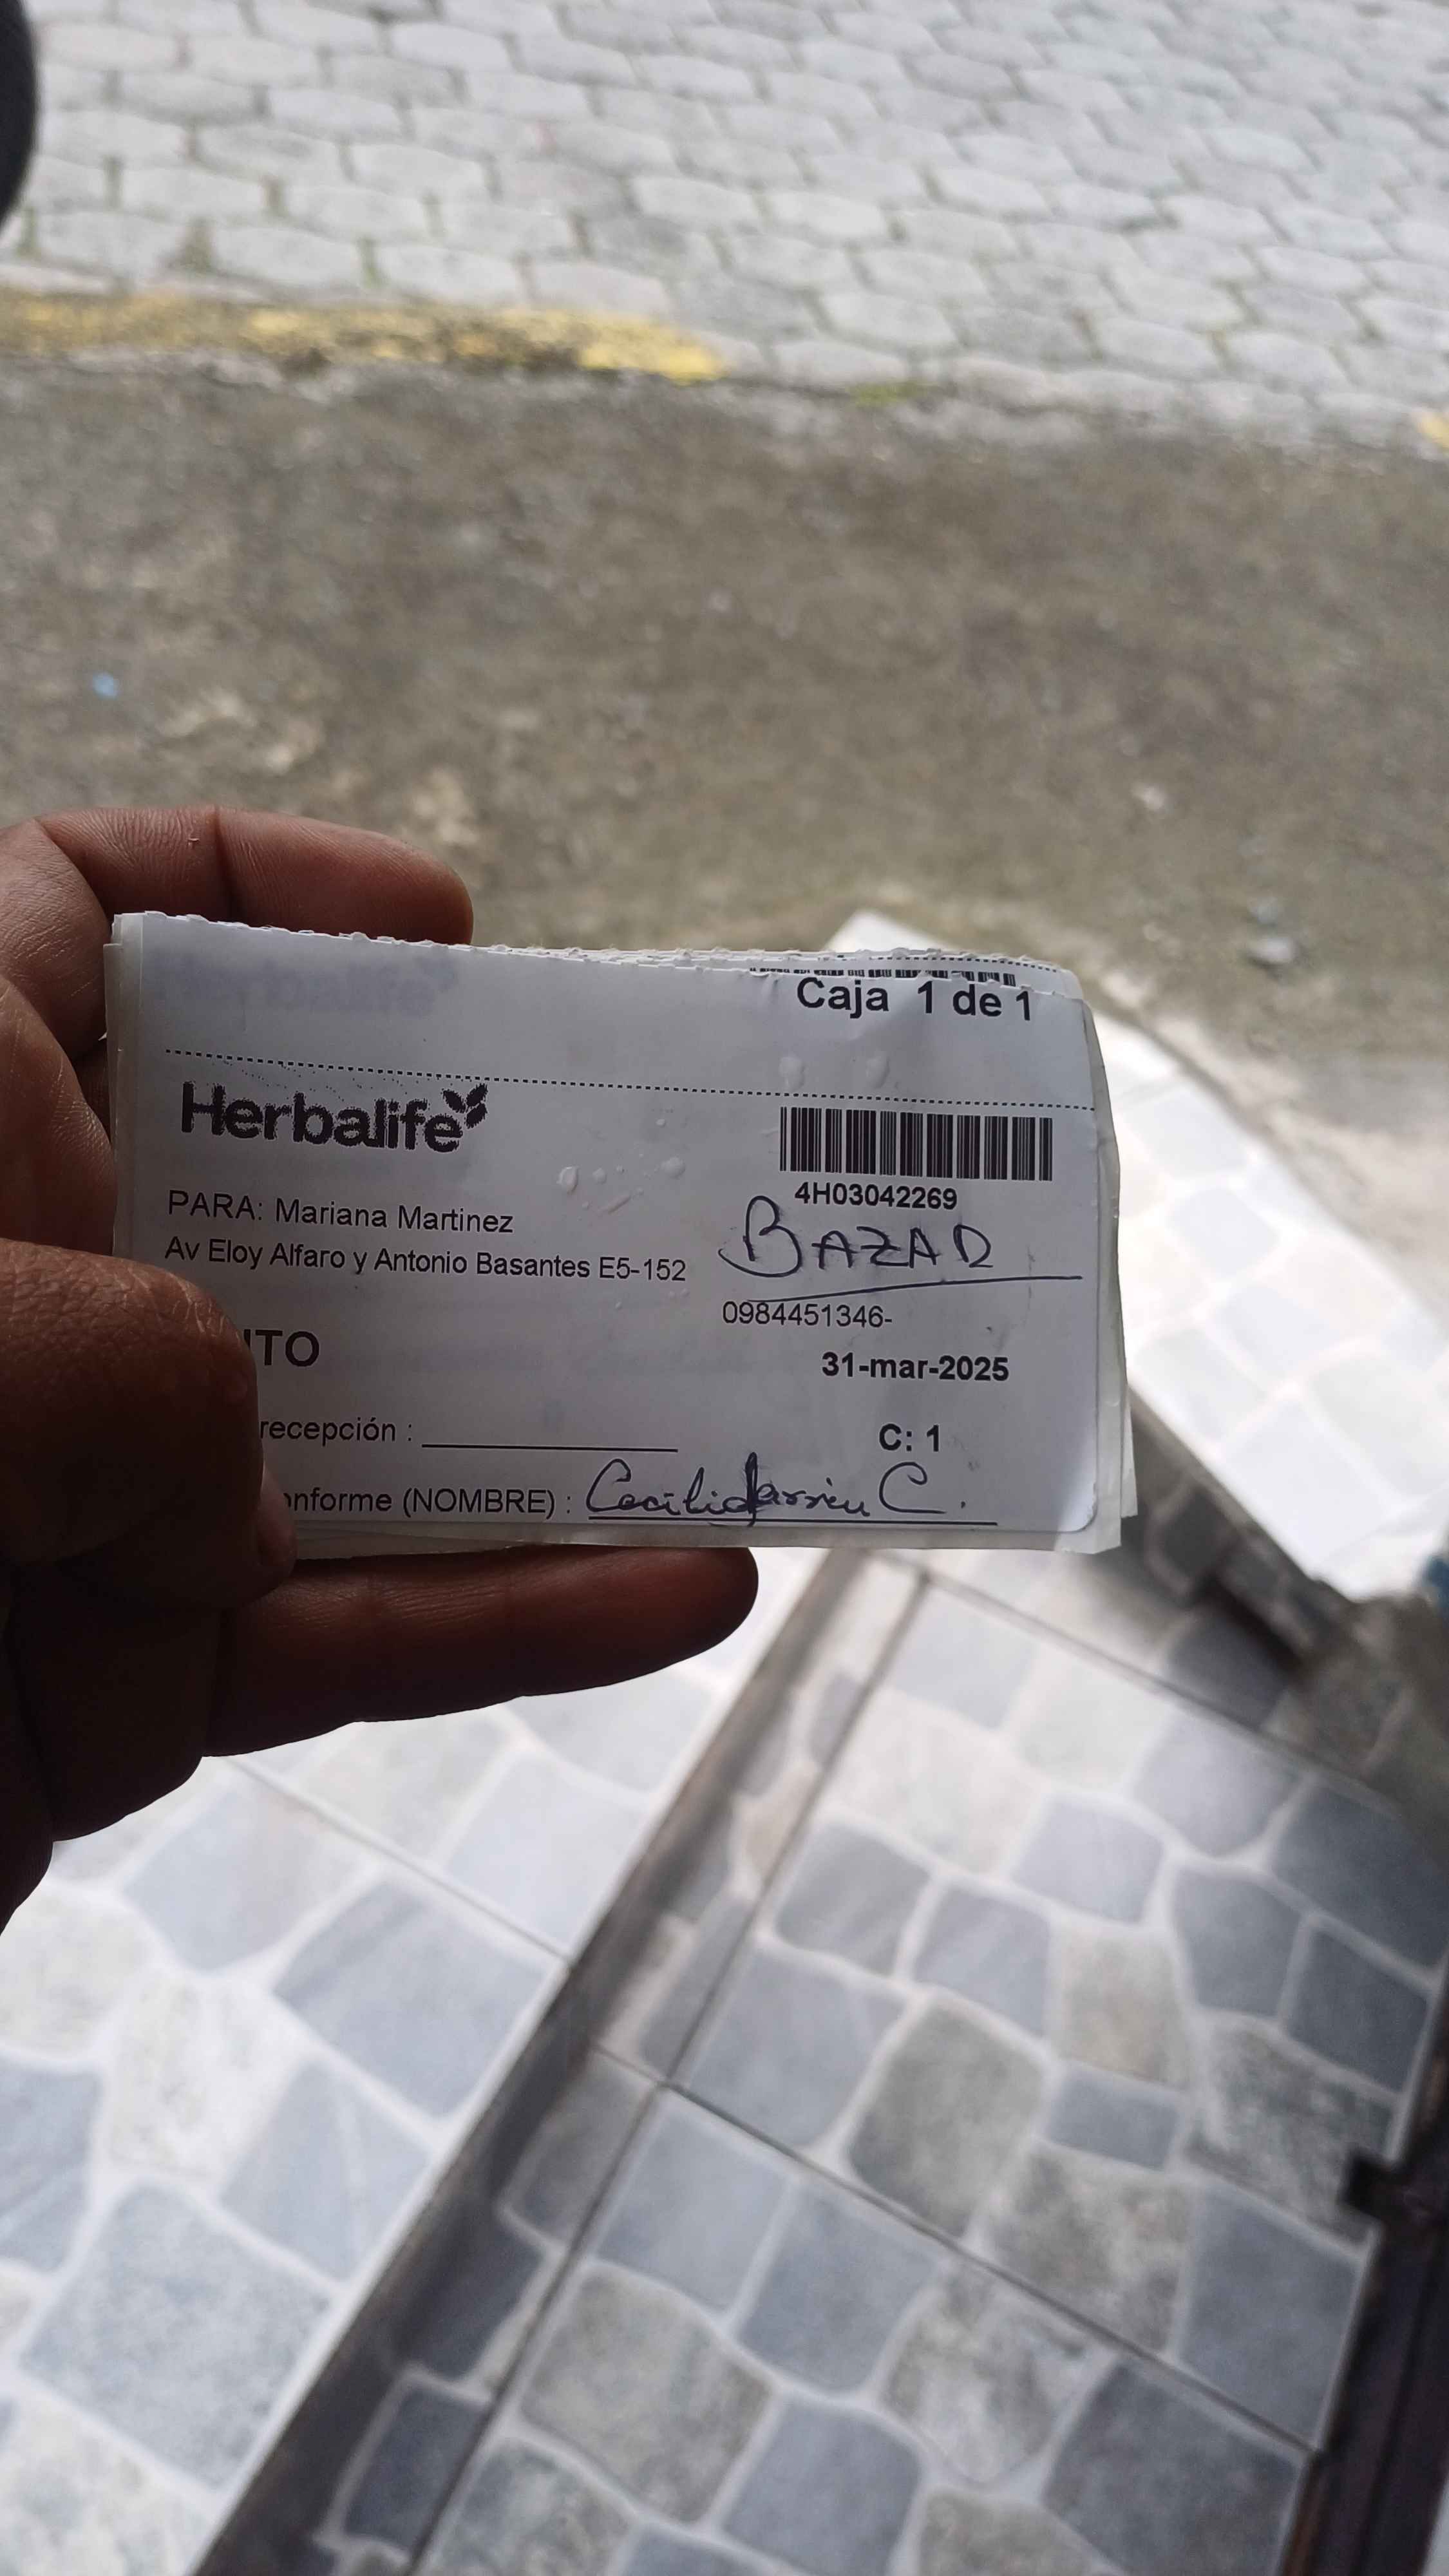 Caja 1 de 1
Herbalife
4H03042269
PARA: Mariana Martinez
BAZAR
Av Eloy Alfaro y Antonio Basantes E5-152
0984451346-
ITO
31-mar-2025
recepción :
C: 1
onforme (NOMBRE) : Cecilia C.